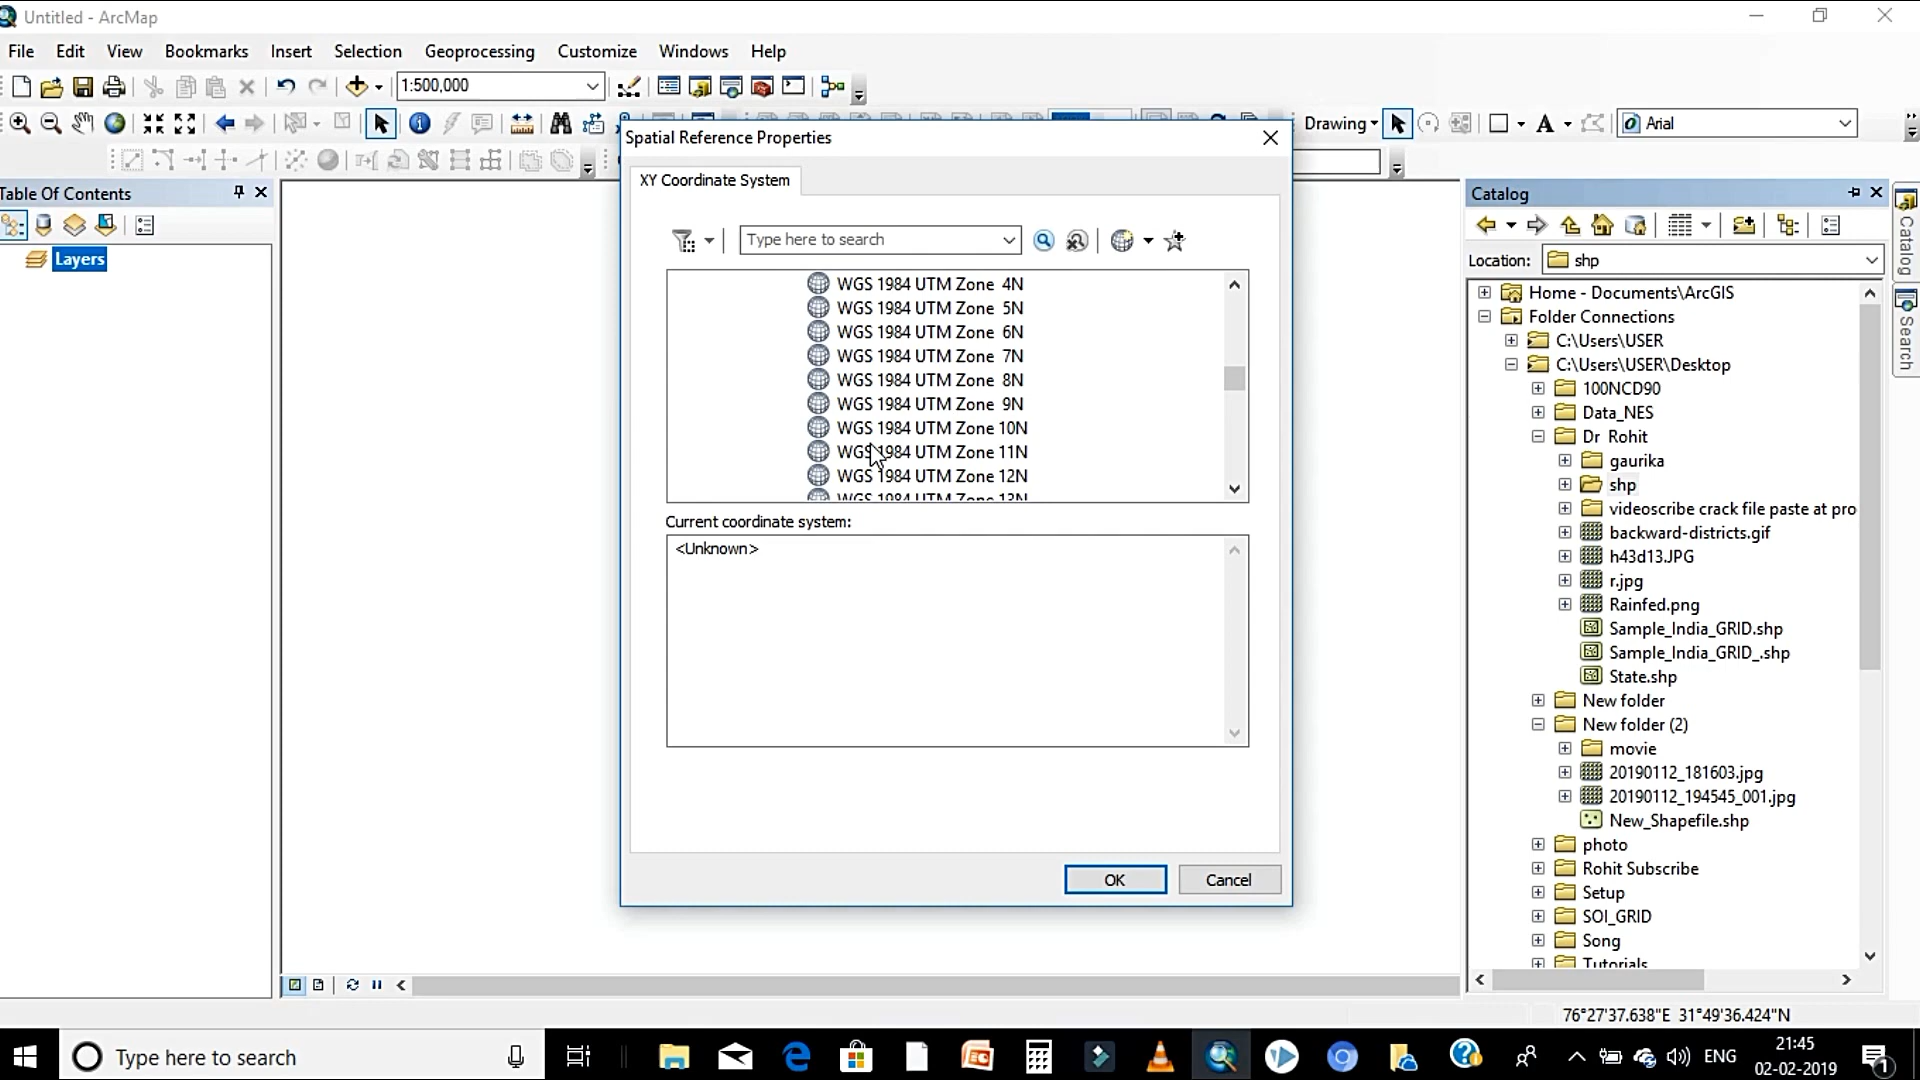 Untitled - ArcMap
File Edit View Bookmarks Insert Selection Geoprocessing Customize Windows Help
1:500,000
Drawing
A
Arial
Table Of Contents
Layers
Spatial Reference Properties
XY Coordinate System
Type here to search
WGS 1984 UTM Zone 4N
WGS 1984 UTM Zone 5N
WGS 1984 UTM Zone 6N
WGS 1984 UTM Zone 7N
WGS 1984 UTM Zone 8N
WGS 1984 UTM Zone 9N
WGS 1984 UTM Zone 10N
WGS 1984 UTM Zone 11N
WGS 1984 UTM Zone 12N
WGS 1984 UTM Zone 13N
Current coordinate system:
<Unknown>
OK Cancel
Catalog
Location: shp
Home - Documents\ArcGIS
Folder Connections
C:\Users\USER
C:\Users\USER\Desktop
100NCD90
Data_NES
Dr Rohit
gaurika
shp
videoscribe crack file paste at pro
backward-districts.gif
h43d13.JPG
r.jpg
Rainfed.png
Sample_India_GRID.shp
Sample_India_GRID_.shp
State.shp
New folder
New folder (2)
movie
20190112_181603.jpg
20190112_194545_001.jpg
New_Shapefile.shp
photo
Rohit Subscribe
Setup
SOI_GRID
Song
Tutorials
Catalog
Search
76°27'37.638"E 31°49'36.424"N
Type here to search
ENG
21:45
02-02-2019
1